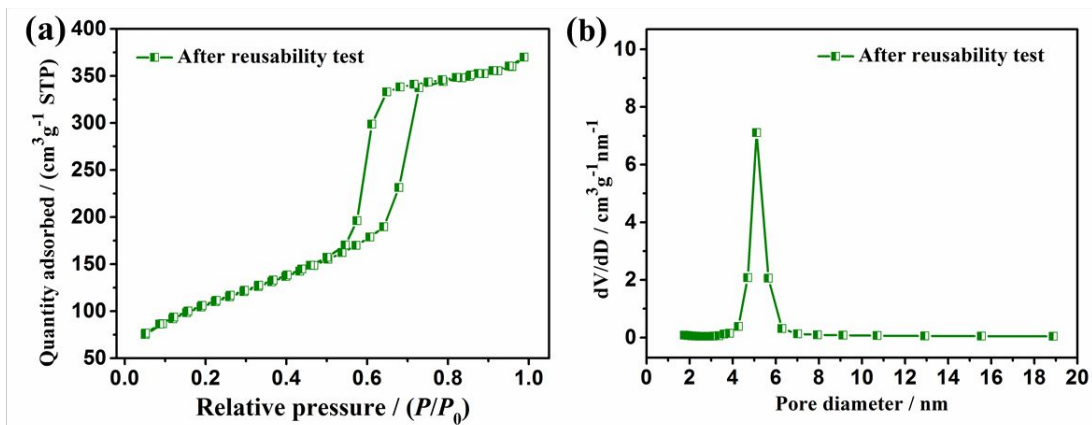 (a)
After reusability test
Quantity adsorbed / (cm³g⁻¹ STP)
400
350
300
250
200
150
100
50
0.0 0.2 0.4 0.6 0.8 1.0
Relative pressure / (P/P₀)
(b)
After reusability test
dV/dD / cm³g⁻¹nm⁻¹
10
8
6
4
2
0
0 2 4 6 8 10 12 14 16 18 20
Pore diameter / nm